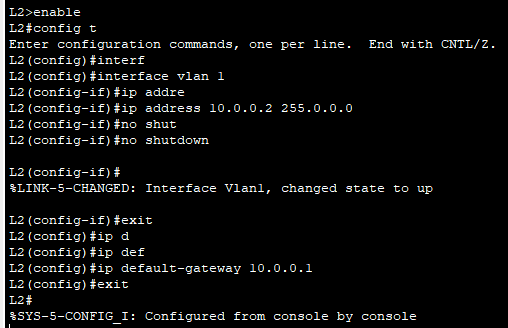 L2>enable
L2#config t
Enter configuration commands, one per line.  End with CNTL/Z.
L2(config)#interf
L2(config)#interface vlan 1
L2(config-if)#ip addre
L2(config-if)#ip address 10.0.0.2 255.0.0.0
L2(config-if)#no shut
L2(config-if)#no shutdown
L2(config-if)#
%LINK-5-CHANGED: Interface Vlan1, changed state to up
L2(config-if)#exit
L2(config)#ip d
L2(config)#ip def
L2(config)#ip default-gateway 10.0.0.1
L2(config)#exit
L2#
%SYS-5-CONFIG_I: Configured from console by console